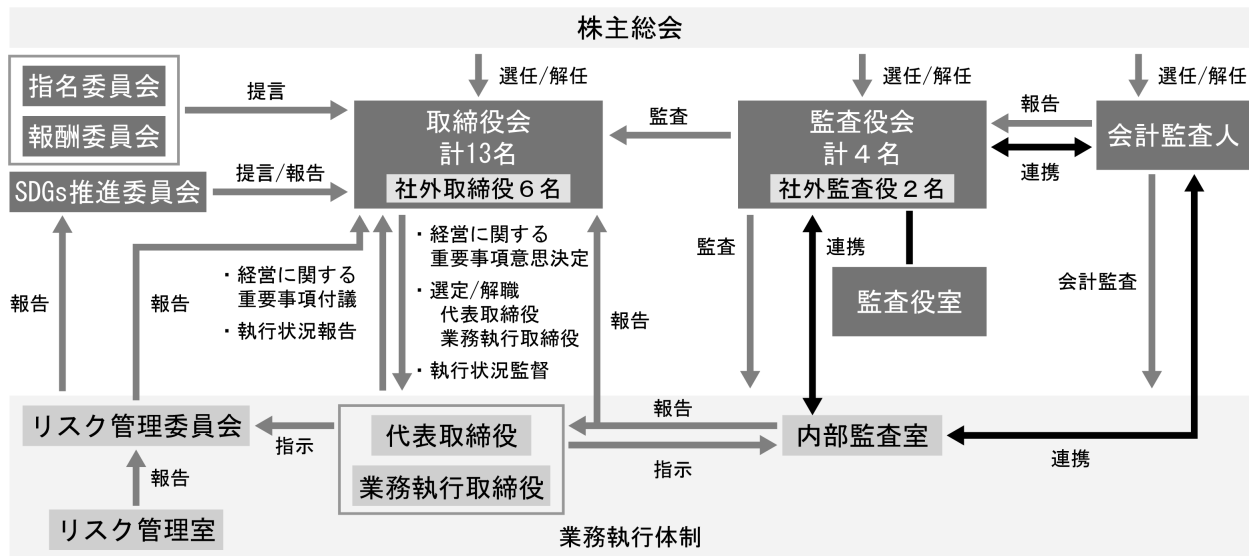 株主総会
指名委員会
報酬委員会
提言
選任/解任
選任/解任
選任/解任
取締役会
計13名
社外取締役６名
監査
監査役会
計４名
社外監査役２名
報告
連携
会計監査人
SDGs推進委員会
提言/報告
報告
報告
・経営に関する
重要事項付議
・執行状況報告
・経営に関する
重要事項意思決定
・選定/解職
代表取締役
業務執行取締役
・執行状況監督
報告
監査
連携
監査役室
会計監査
リスク管理委員会
指示
代表取締役
業務執行取締役
報告
指示
内部監査室
連携
報告
リスク管理室
業務執行体制